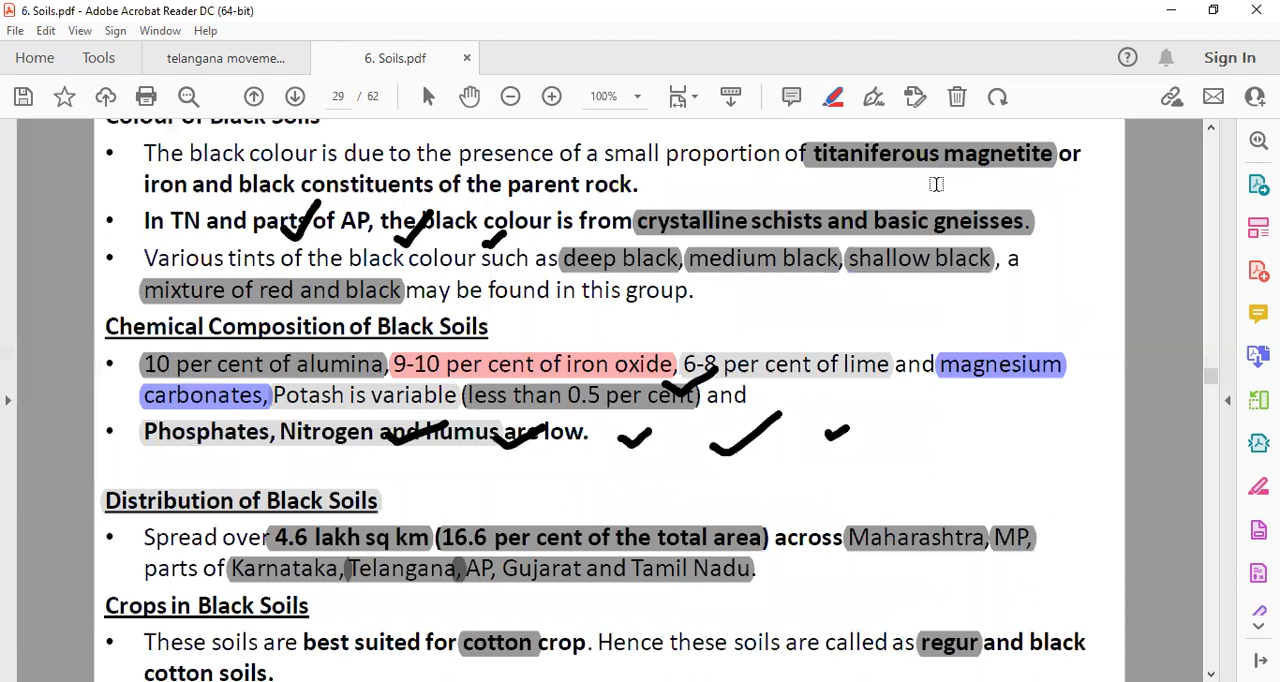 6. Soils.pdf - Adobe Acrobat Reader DC (64-bit)
File Edit View Sign Window Help
Home Tools telangana moveme... 6. Soils.pdf × Sign In
29 / 62 100%
Colour of Black Soils
• The black colour is due to the presence of a small proportion of titaniferous magnetite or
iron and black constituents of the parent rock.
• In TN and parts of AP, the black colour is from crystalline schists and basic gneisses.
• Various tints of the black colour such as deep black, medium black, shallow black , a
mixture of red and black may be found in this group.
Chemical Composition of Black Soils
• 10 per cent of alumina, 9-10 per cent of iron oxide, 6-8 per cent of lime and magnesium
carbonates, Potash is variable (less than 0.5 per cent) and
• Phosphates, Nitrogen and humus are low.
Distribution of Black Soils
• Spread over 4.6 lakh sq km (16.6 per cent of the total area) across Maharashtra, MP,
parts of Karnataka, Telangana, AP, Gujarat and Tamil Nadu.
Crops in Black Soils
• These soils are best suited for cotton crop. Hence these soils are called as regur and black
cotton soils.